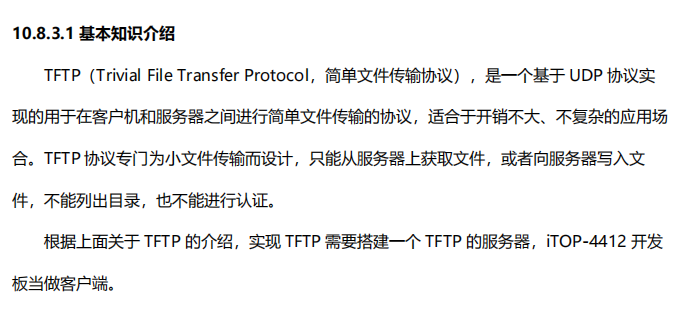 10.8.3.1 基本知识介绍
TFTP（Trivial File Transfer Protocol，简单文件传输协议），是一个基于 UDP 协议实
现的用于在客户机和服务器之间进行简单文件传输的协议，适合于开销不大、不复杂的应用场
合。TFTP 协议专门为小文件传输而设计，只能从服务器上获取文件，或者向服务器写入文
件，不能列出目录，也不能进行认证。
根据上面关于 TFTP 的介绍，实现 TFTP 需要搭建一个 TFTP 的服务器，iTOP-4412 开发
板当做客户端。